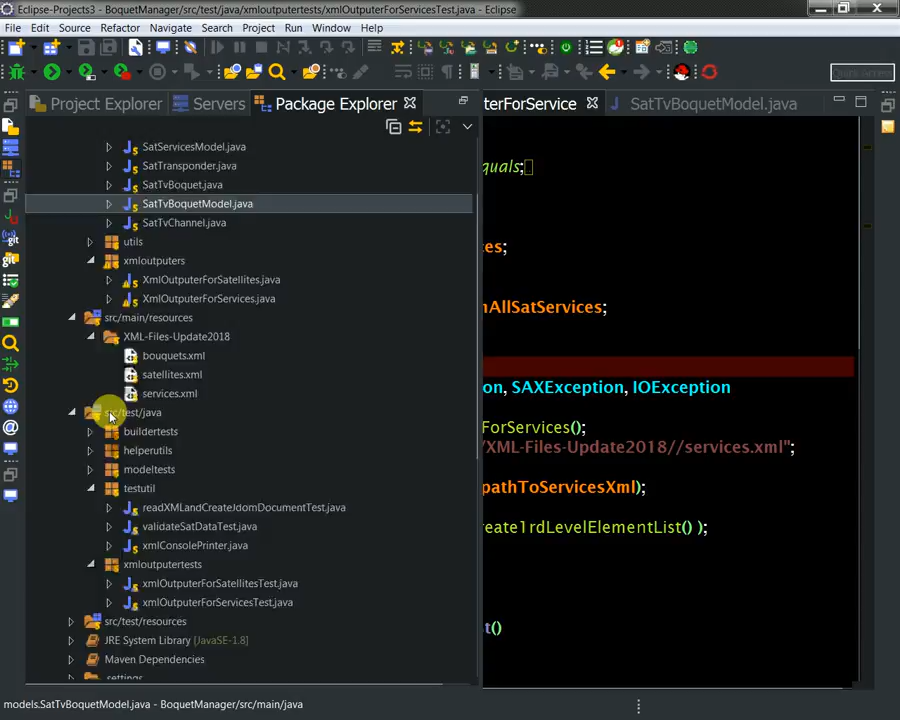 Eclipse-Projects3 - BoquetManager/src/test/java/xmloutputertests/xmlOutputerForServicesTest.java - Eclipse
File Edit Source Refactor Navigate Search Project Run Window Help
Quick Access
Project Explorer Servers Package Explorer
terForService SatTvBoquetModel.java
SatServicesModel.java
SatTransponder.java
SatTvBoquet.java
SatTvBoquetModel.java
SatTvChannel.java
utils
xmloutputers
XmlOutputerForSatellites.java
XmlOutputerForServices.java
src/main/resources
XML-Files-Update2018
bouquets.xml
satellites.xml
services.xml
src/test/java
buildertests
helperutils
modeltests
testutil
readXMLandCreateJdomDocumentTest.java
validateSatDataTest.java
xmlConsolePrinter.java
xmloutputertests
xmlOutputerForSatellitesTest.java
xmlOutputerForServicesTest.java
src/test/resources
JRE System Library [JavaSE-1.8]
Maven Dependencies
.settings
quals;
es;
nAllSatServices;
on, SAXException, IOException
ForServices();
/XML-Files-Update2018//services.xml";
pathToServicesXml);
eate1rdLevelElementList() );
t()
models.SatTvBoquetModel.java - BoquetManager/src/main/java